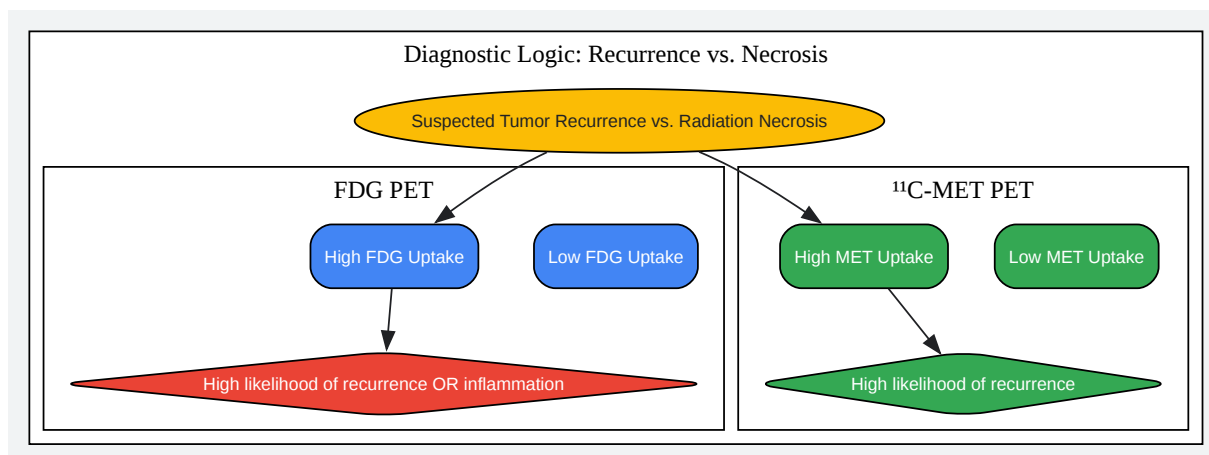 Diagnostic Logic: Recurrence vs. Necrosis
Suspected Tumor Recurrence vs. Radiation Necrosis
FDG PET
High FDG Uptake
Low FDG Uptake
High likelihood of recurrence OR inflammation
¹¹C-MET PET
High MET Uptake
Low MET Uptake
High likelihood of recurrence